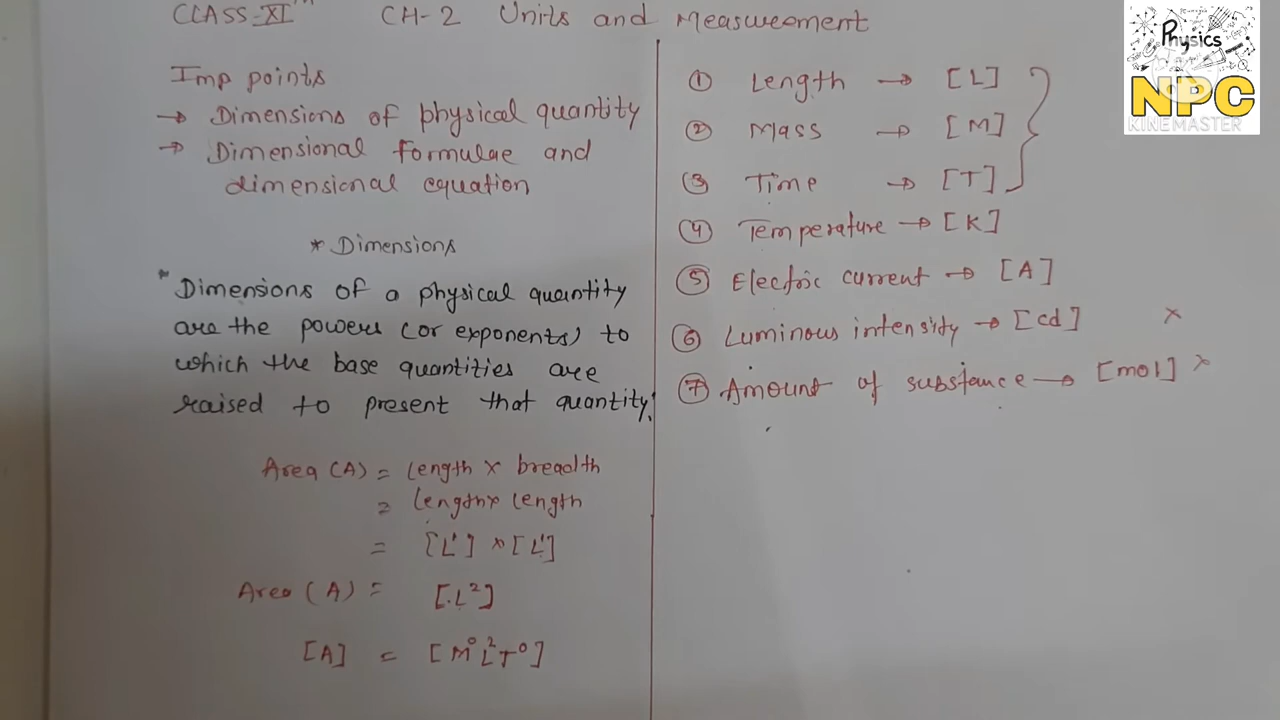 CLASS-XIth CH-2 Units and Measurement
Imp points
→ Dimensions of physical quantity
→ Dimensional formulae and
dimensional equation
* Dimensions
"Dimensions of a physical quantity
are the powers (or exponents) to
which the base quantities are
raised to present that quantity.
Area (A) = Length × breadth
= Length × Length
= [L¹] × [L¹]
Area (A) = [L²]
[A] = [M⁰L²T⁰]
① Length → [L]
② Mass → [M]
③ Time → [T]
④ Temperature → [K]
⑤ Electric current → [A]
⑥ Luminous intensity → [cd] ×
⑦ Amount of substance → [mol] ×
Physics
NPC
KINEMASTER